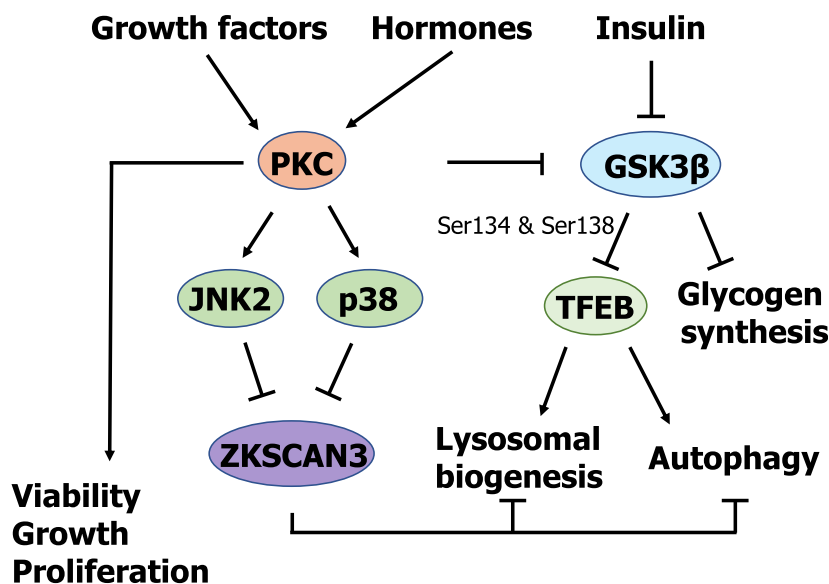 Growth factors
Hormones
Insulin
PKC
GSK3β
Ser134 & Ser138
JNK2
p38
TFEB
Glycogen
synthesis
ZKSCAN3
Lysosomal
biogenesis
Autophagy
Viability
Growth
Proliferation